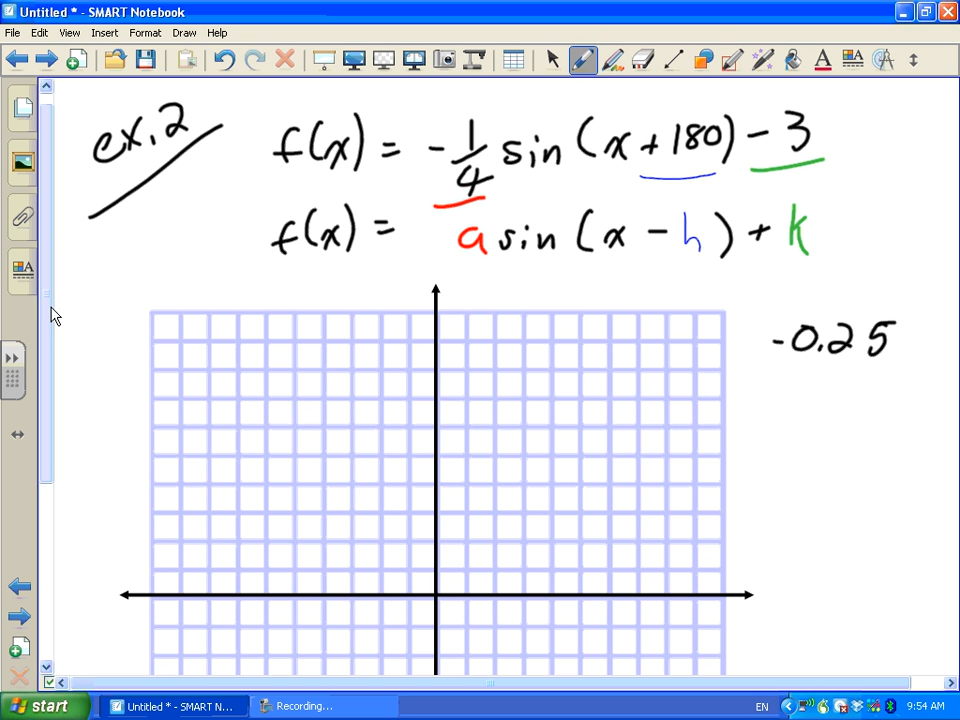 Untitled * - SMART Notebook
File Edit View Insert Format Draw Help
ex. 2
f(x) = - 1/4 sin (x + 180) - 3
f(x) = a sin (x - h) + k
-0.25
start
Untitled * - SMART N...
Recording...
EN
9:54 AM